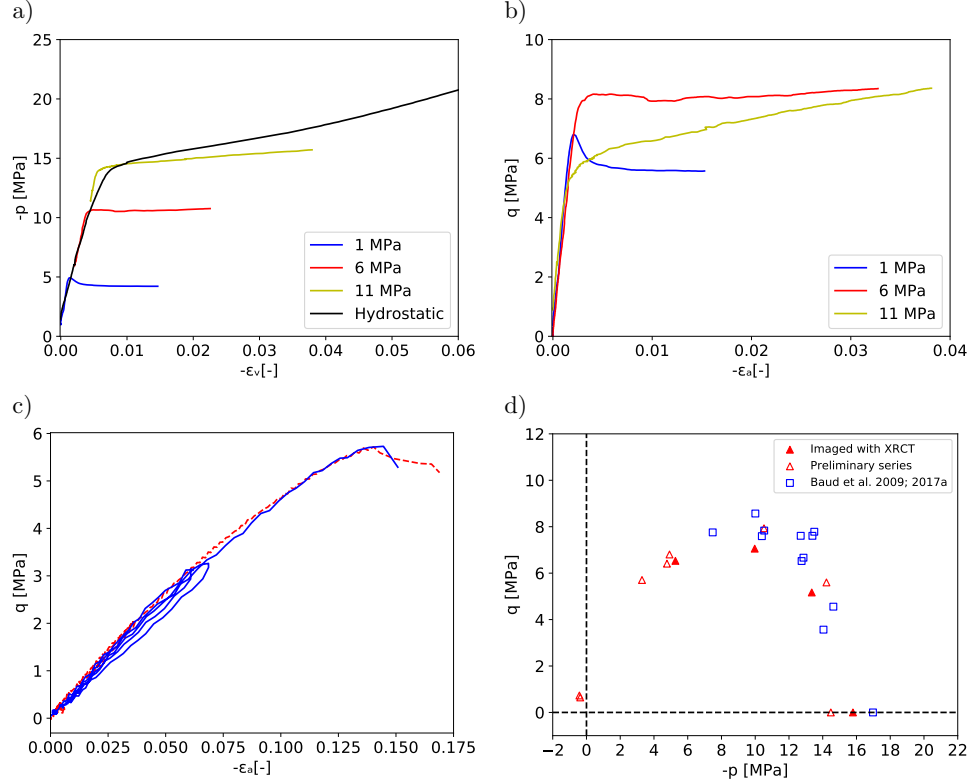 a)
b)
25
20
15
10
5
0
-p [MPa]
0.00
0.01
0.02
0.03
0.04
0.05
0.06
-εᵥ[-]
1 MPa
6 MPa
11 MPa
Hydrostatic
10
8
6
4
2
0
q [MPa]
0.00
0.01
0.02
0.03
0.04
-εₐ[-]
1 MPa
6 MPa
11 MPa
c)
d)
6
5
4
3
2
1
0
q [MPa]
0.000
0.025
0.050
0.075
0.100
0.125
0.150
0.175
-εₐ[-]
12
10
8
6
4
2
0
q [MPa]
−2
0
2
4
6
8
10
12
14
16
18
20
22
-p [MPa]
Imaged with XRCT
Preliminary series
Baud et al. 2009; 2017a